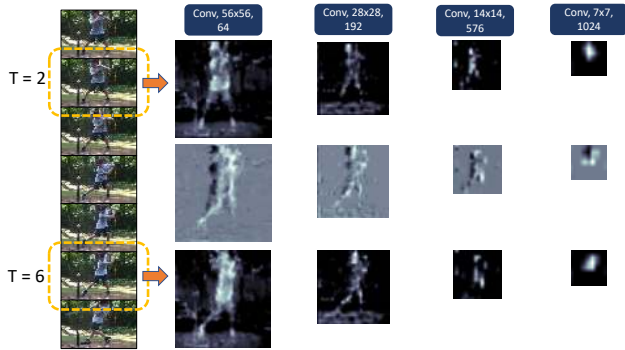 Conv, 56x56,
64
Conv, 28x28,
192
Conv, 14x14,
576
Conv, 7x7,
1024
T = 2
T = 6